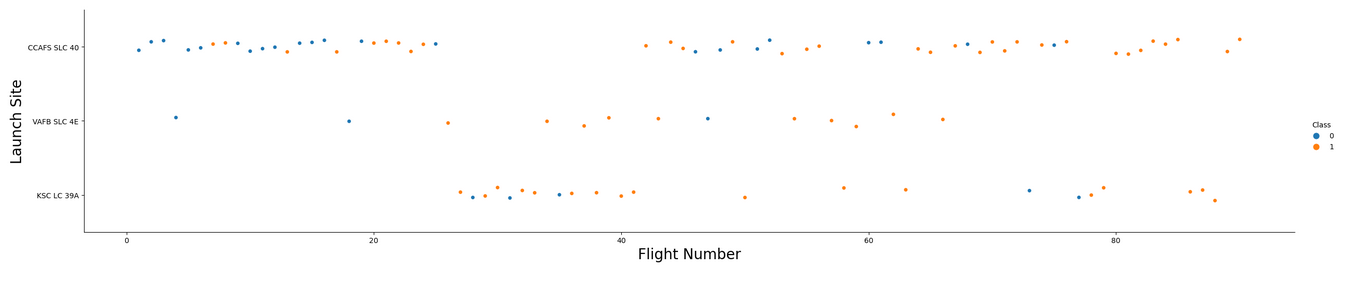 CCAFS SLC 40
VAFB SLC 4E
KSC LC 39A
Launch Site
0 20 40 60 80
Flight Number
Class
0
1